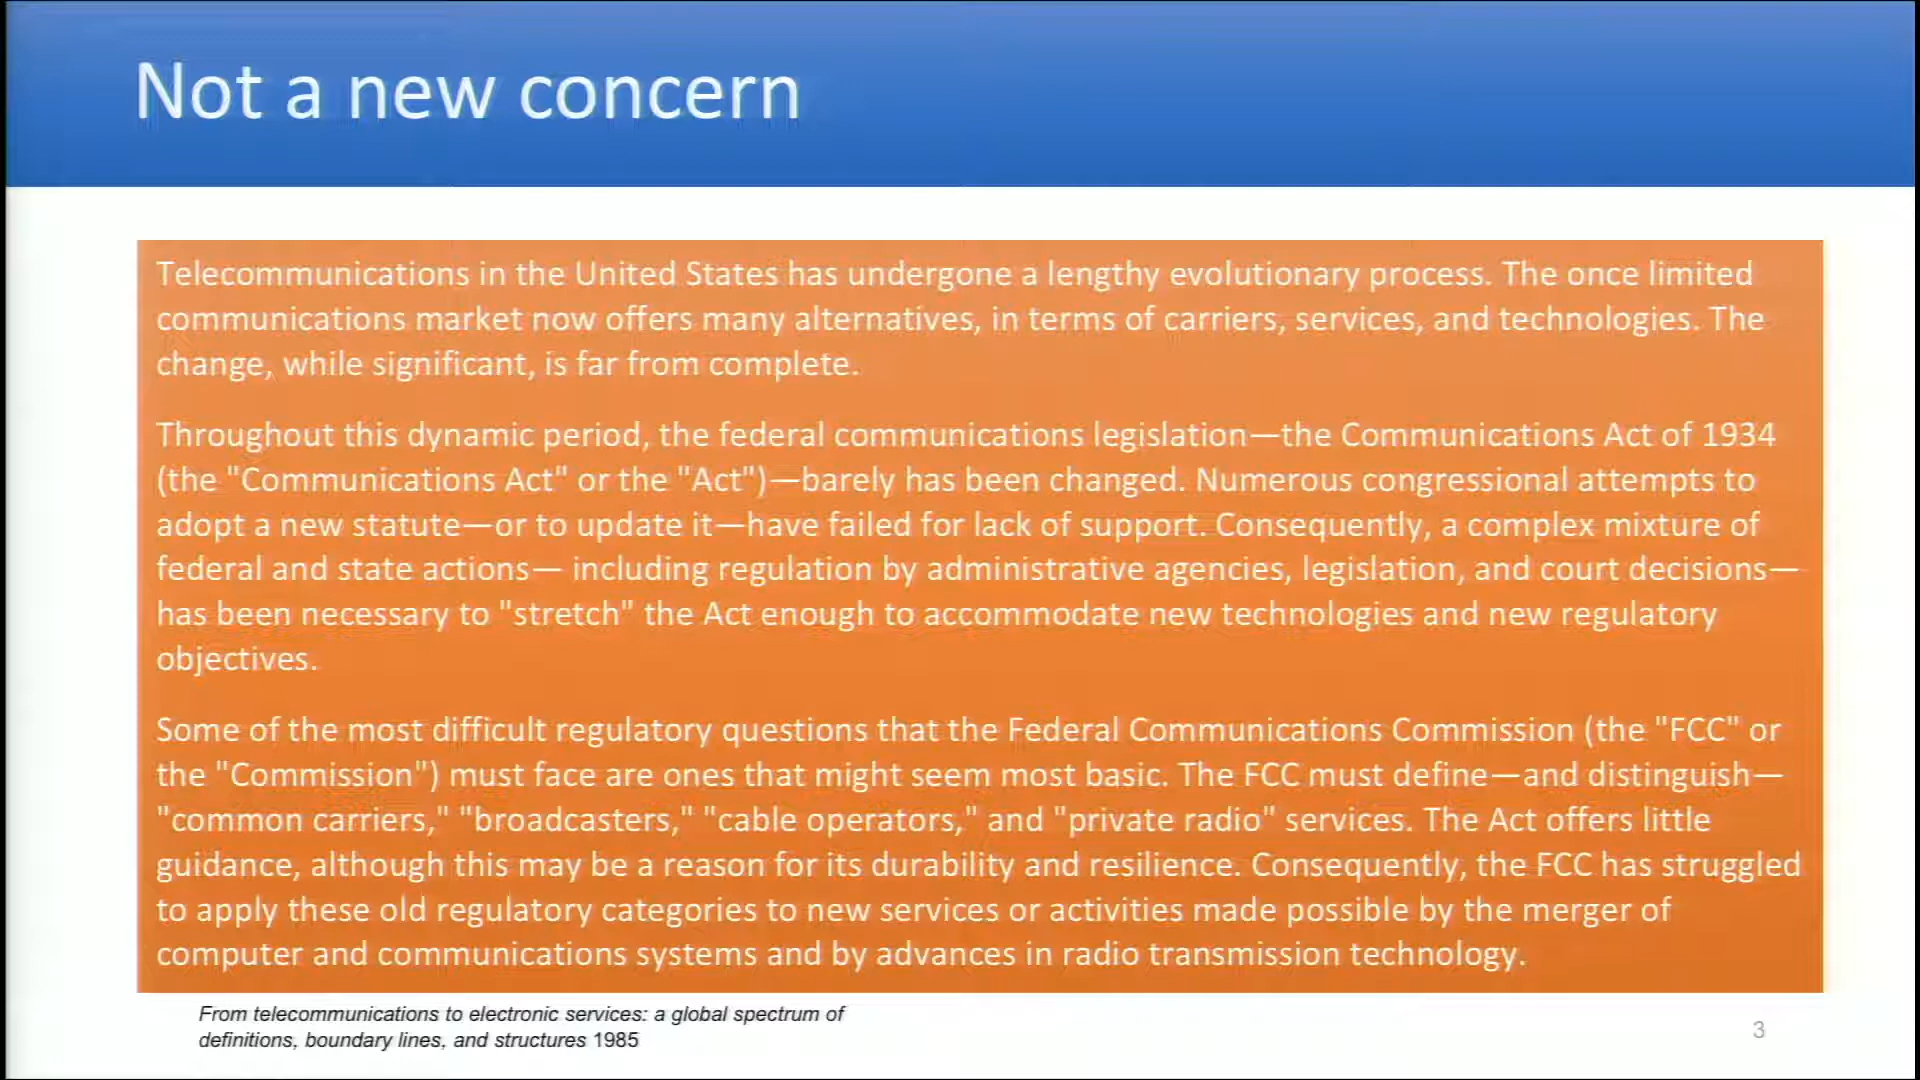 Not a new concern
Telecommunications in the United States has undergone a lengthy evolutionary process. The once limited
communications market now offers many alternatives, in terms of carriers, services, and technologies. The
change, while significant, is far from complete.
Throughout this dynamic period, the federal communications legislation—the Communications Act of 1934
(the "Communications Act" or the "Act")—barely has been changed. Numerous congressional attempts to
adopt a new statute—or to update it—have failed for lack of support. Consequently, a complex mixture of
federal and state actions— including regulation by administrative agencies, legislation, and court decisions—
has been necessary to "stretch" the Act enough to accommodate new technologies and new regulatory
objectives.
Some of the most difficult regulatory questions that the Federal Communications Commission (the "FCC" or
the "Commission") must face are ones that might seem most basic. The FCC must define—and distinguish—
"common carriers," "broadcasters," "cable operators," and "private radio" services. The Act offers little
guidance, although this may be a reason for its durability and resilience. Consequently, the FCC has struggled
to apply these old regulatory categories to new services or activities made possible by the merger of
computer and communications systems and by advances in radio transmission technology.
From telecommunications to electronic services: a global spectrum of
definitions, boundary lines, and structures 1985
3